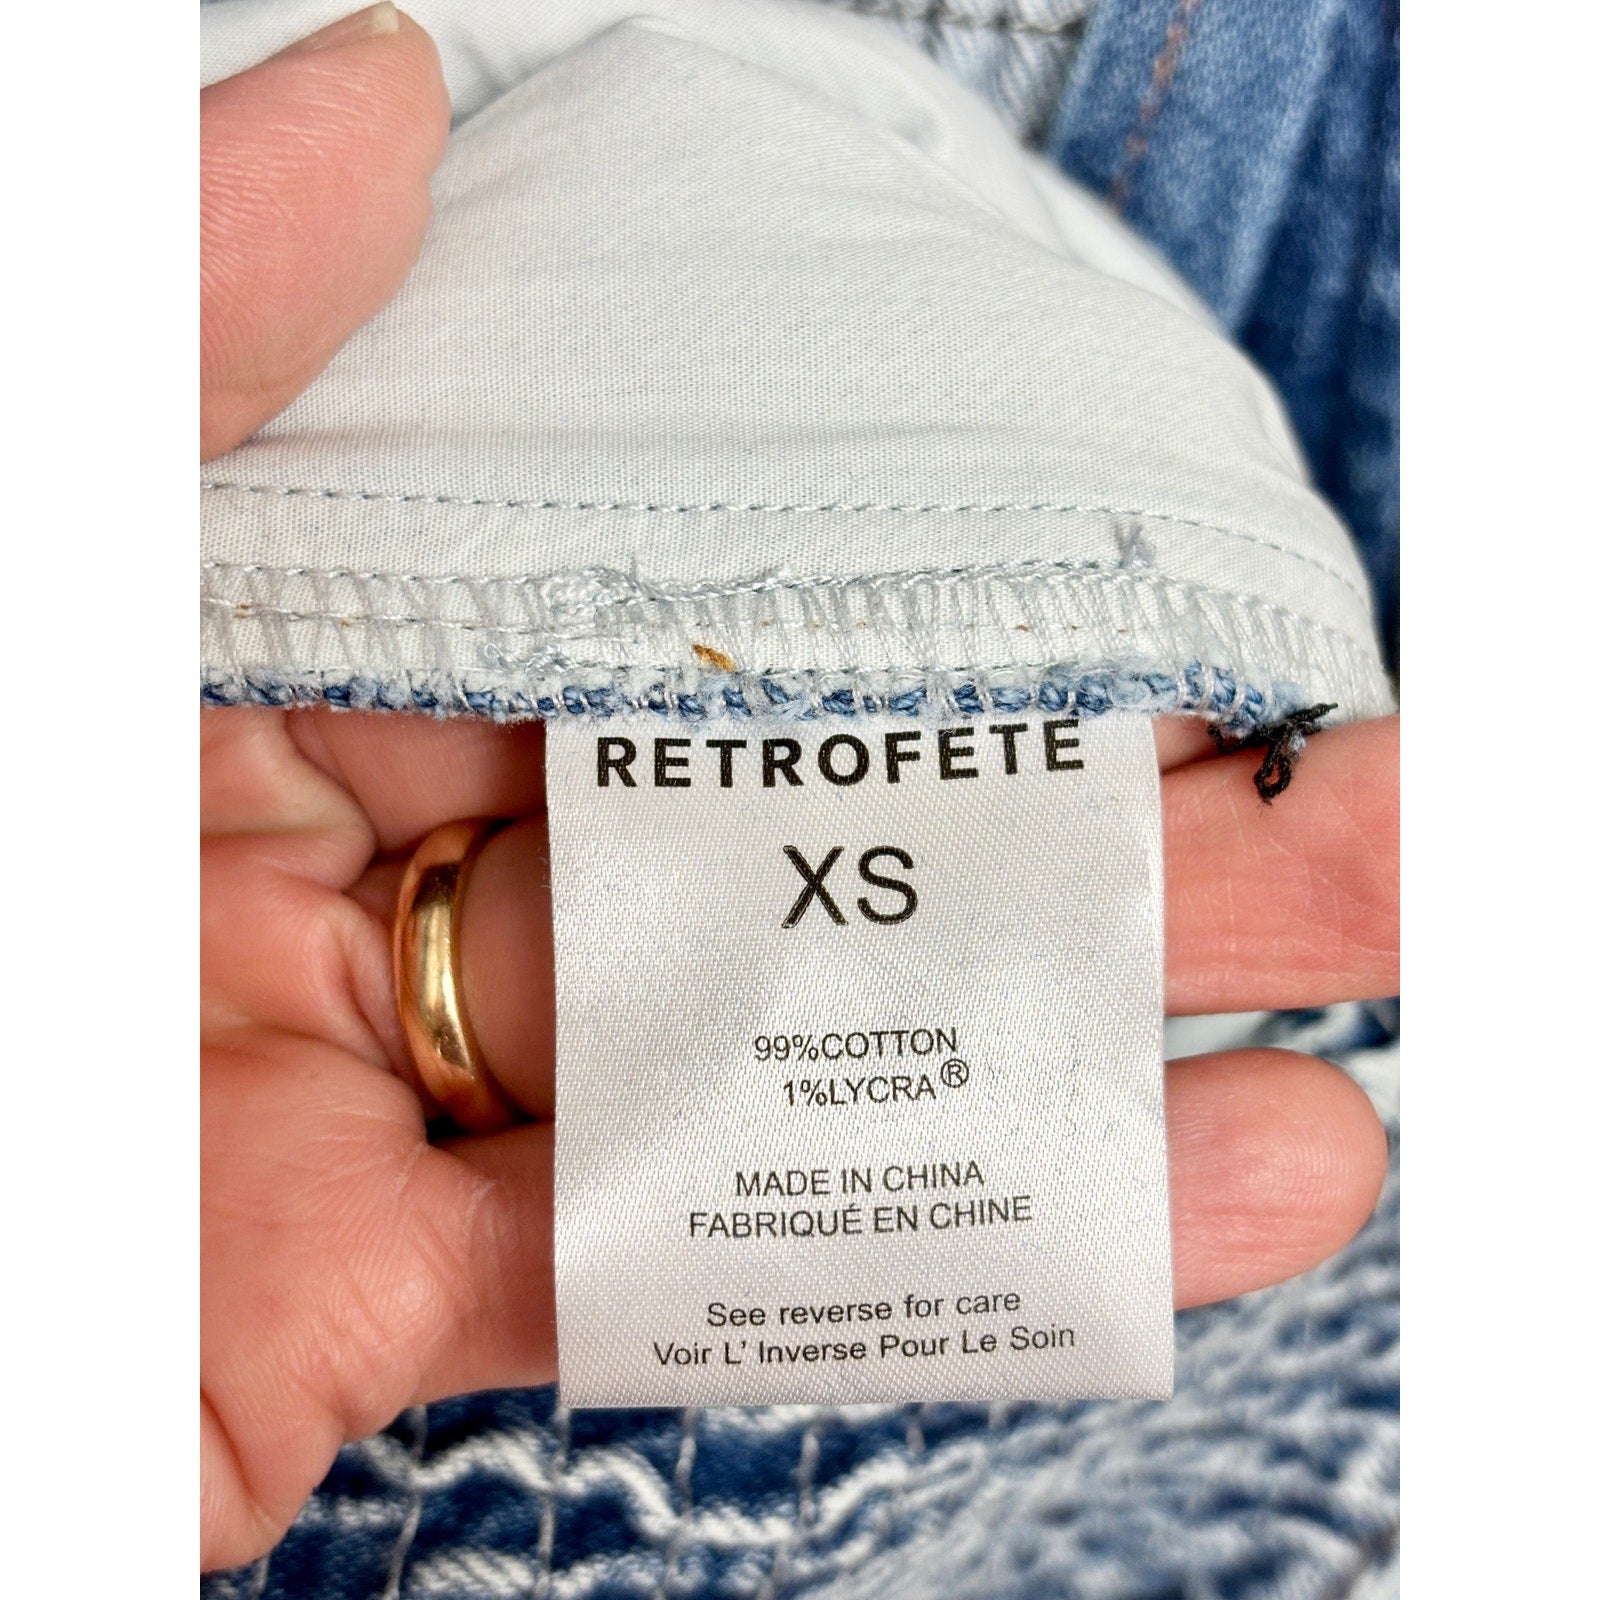 RETROFÊTE
XS
99%COTTON
1%LYCRA®
MADE IN CHINA
FABRIQUÉ EN CHINE
See reverse for care
Voir L' Inverse Pour Le Soin